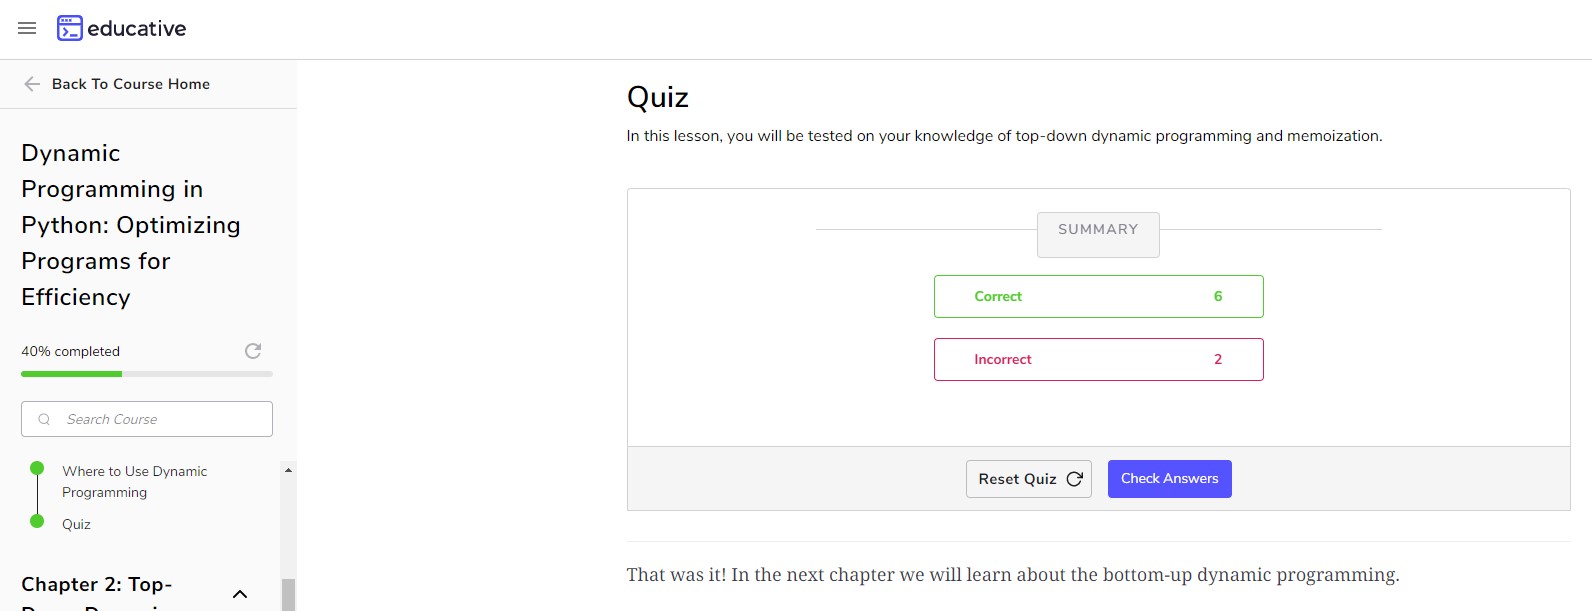 educative
Back To Course Home
Dynamic
Programming in
Python: Optimizing
Programs for
Efficiency
40% completed
Search Course
Where to Use Dynamic
Programming
Quiz
Chapter 2: Top-
Quiz
In this lesson, you will be tested on your knowledge of top-down dynamic programming and memoization.
SUMMARY
Correct 6
Incorrect 2
Reset Quiz
Check Answers
That was it! In the next chapter we will learn about the bottom-up dynamic programming.